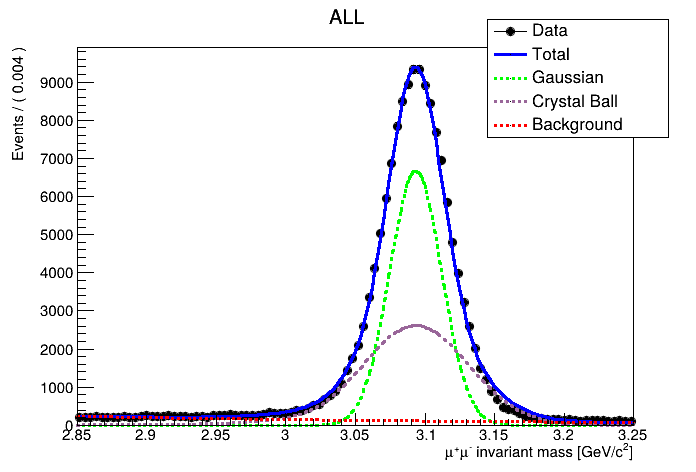 ALL
Data
Total
Gaussian
Crystal Ball
Background
Events / ( 0.004 )
9000
8000
7000
6000
5000
4000
3000
2000
1000
0
2.85 2.9 2.95 3 3.05 3.1 3.15 3.2 3.25
μ⁺μ⁻ invariant mass [GeV/c²]